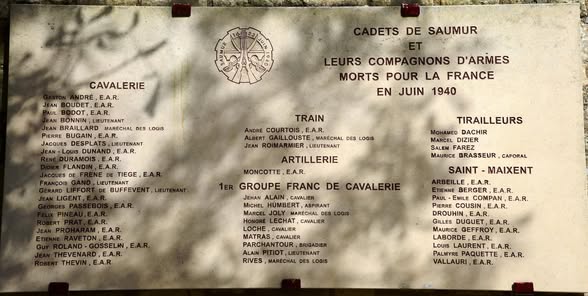 CADETS DE SAUMUR
ET
LEURS COMPAGNONS D'ARMES
MORTS POUR LA FRANCE
EN JUIN 1940
CAVALERIE
GASTON ANDRÉ, E.A.R.
JEAN BOUDET, E.A.R.
PAUL BODOT, E.A.R.
JEAN BONNIN, LIEUTENANT
JEAN BRAILLARD MARÉCHAL DES LOGIS
PIERRE BUGAIN, E.A.R.
JACQUES DESPLATS, LIEUTENANT
JEAN-LOUIS DUNAND, E.A.R.
RENÉ DUROMAIS, E.A.R.
DIDIER FLANDIN, E.A.R.
JACQUES DE FRENE DE TIEGE, E.A.R.
FRANÇOIS GAND, LIEUTENANT
GERARD LIFFORT DE BUFFEVENT, LIEUTENANT
JEAN LIGENT, E.A.R.
GEORGES PASSEBOIS, E.A.R.
FELIX PINEAU, E.A.R.
ROBERT PRAT, E.A.R.
JEAN PROHARAM, E.A.R.
ETIENNE RAVETON, E.A.R.
GUY ROLAND-GOSSELIN, E.A.R.
JEAN THEVENARD, E.A.R.
ROBERT THEVIN, E.A.R.
TRAIN
ANDRÉ COURTOIS, E.A.R.
ALBERT GAILLOUSTE, MARÉCHAL DES LOGIS
JEAN ROIMARMIER, LIEUTENANT
ARTILLERIE
MONCOTTE, E.A.R.
1ER GROUPE FRANC DE CAVALERIE
JEHAN ALAIN, CAVALIER
MICHEL HUMBERT, ASPIRANT
MARCEL JOLY MARÉCHAL DES LOGIS
HONORÉ LECHAT, CAVALIER
LOCHE, CAVALIER
MATRAS, CAVALIER
PARCHANTOUR, BRIGADIER
ALAIN PITIOT, LIEUTENANT
RIVES, MARÉCHAL DES LOGIS
TIRAILLEURS
MOHAMED DACHIR
MARCEL DIZIER
SALEM FAREZ
MAURICE BRASSEUR, CAPORAL
SAINT-MAIXENT
ARBEILLE, E.A.R.
ETIENNE BERGER, E.A.R.
PAUL-EMILE COMPAN, E.A.R.
PIERRE COUSIN, E.A.R.
DROUHIN, E.A.R.
GILLES DUGUET, E.A.R.
MAURICE GEFFROY, E.A.R.
LABORDE, E.A.R.
LOUIS LAURENT, E.A.R.
PALMYRE PAQUETTE, E.A.R.
VALLAURI, E.A.R.